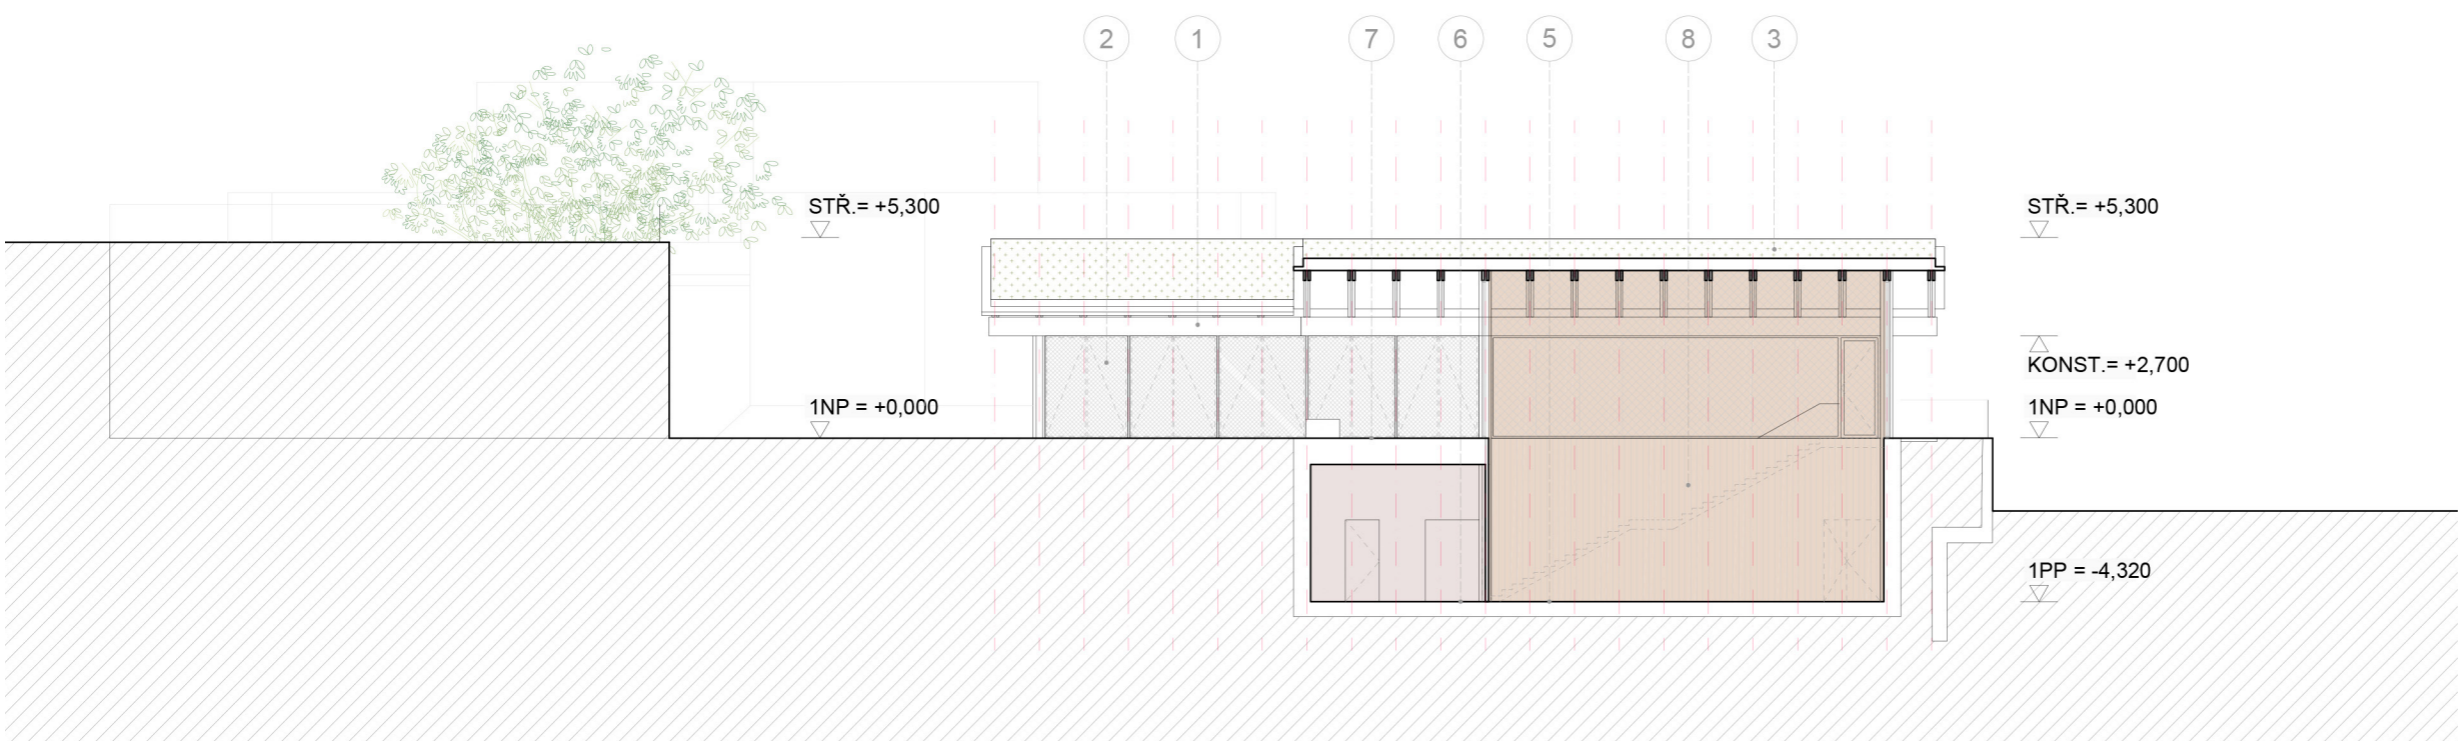 2 1 7 6 5 8 3
STŘ.= +5,300
STŘ.= +5,300
KONST.= +2,700
1NP = +0,000
1NP = +0,000
1PP = -4,320